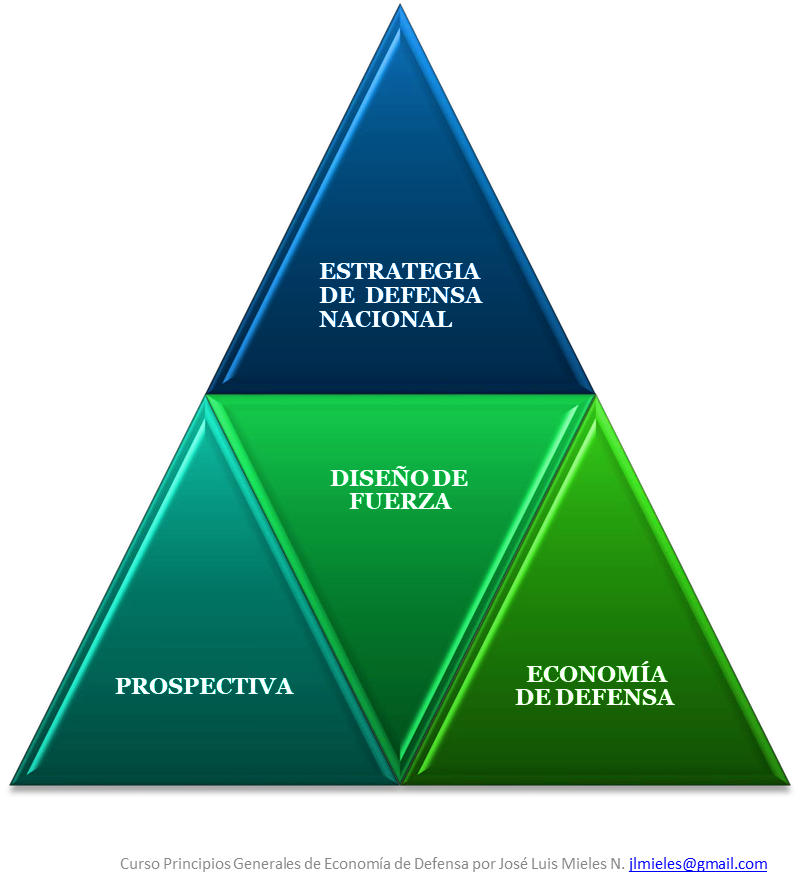 ESTRATEGIA
DE DEFENSA
NACIONAL
DISEÑO DE
FUERZA
PROSPECTIVA
ECONOMÍA
DE DEFENSA
Curso Principios Generales de Economía de Defensa por José Luis Mieles N. jlmieles@gmail.com